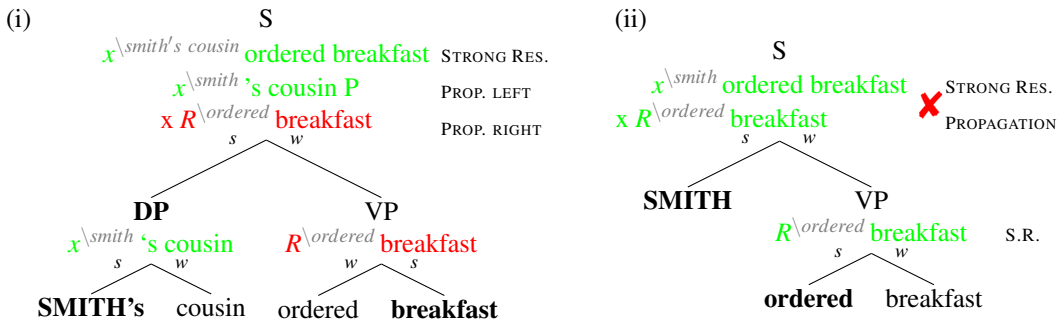 (i)
S
x\smith's cousin ordered breakfast STRONG RES.
x\smith 's cousin P PROP. LEFT
x R\ordered breakfast PROP. RIGHT
s w
DP VP
x\smith 's cousin R\ordered breakfast
s w w s
SMITH's cousin ordered breakfast
(ii)
S
x\smith ordered breakfast STRONG RES.
✘
x R\ordered breakfast PROPAGATION
s w
SMITH VP
R\ordered breakfast S.R.
s w
ordered breakfast